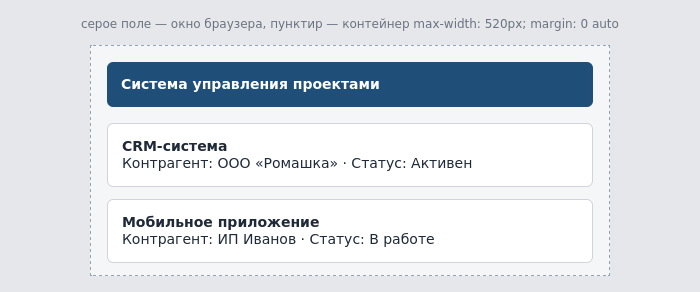 серое поле — окно браузера, пунктир — контейнер max-width: 520px; margin: 0 auto
Система управления проектами
CRM-система
Контрагент: ООО «Ромашка» · Статус: Активен
Мобильное приложение
Контрагент: ИП Иванов · Статус: В работе